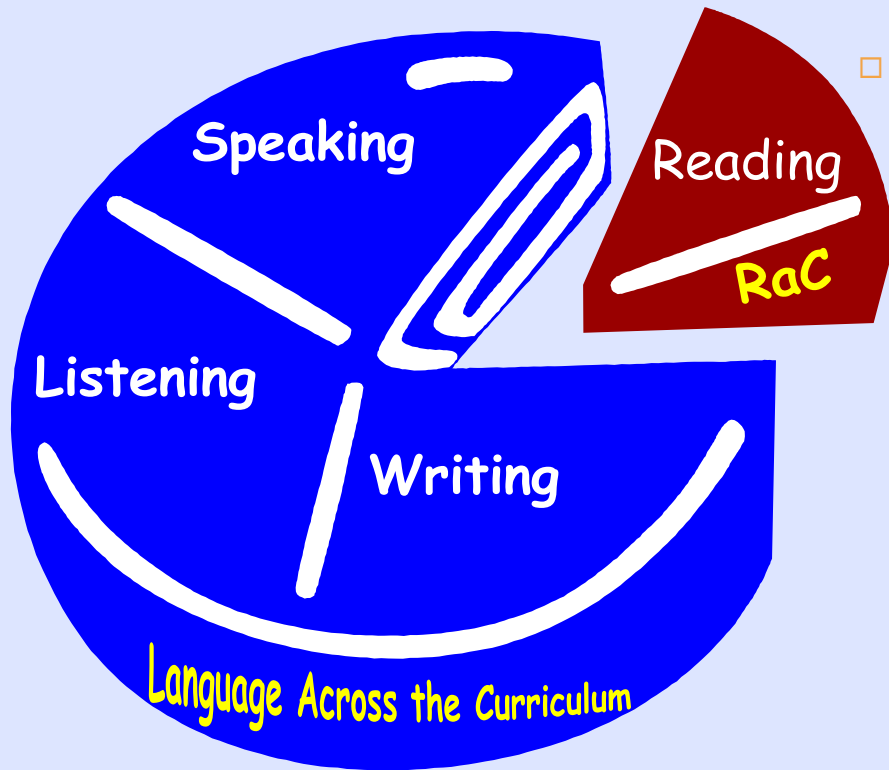 Speaking
Reading
RaC
Listening
Writing
Language Across the Curriculum